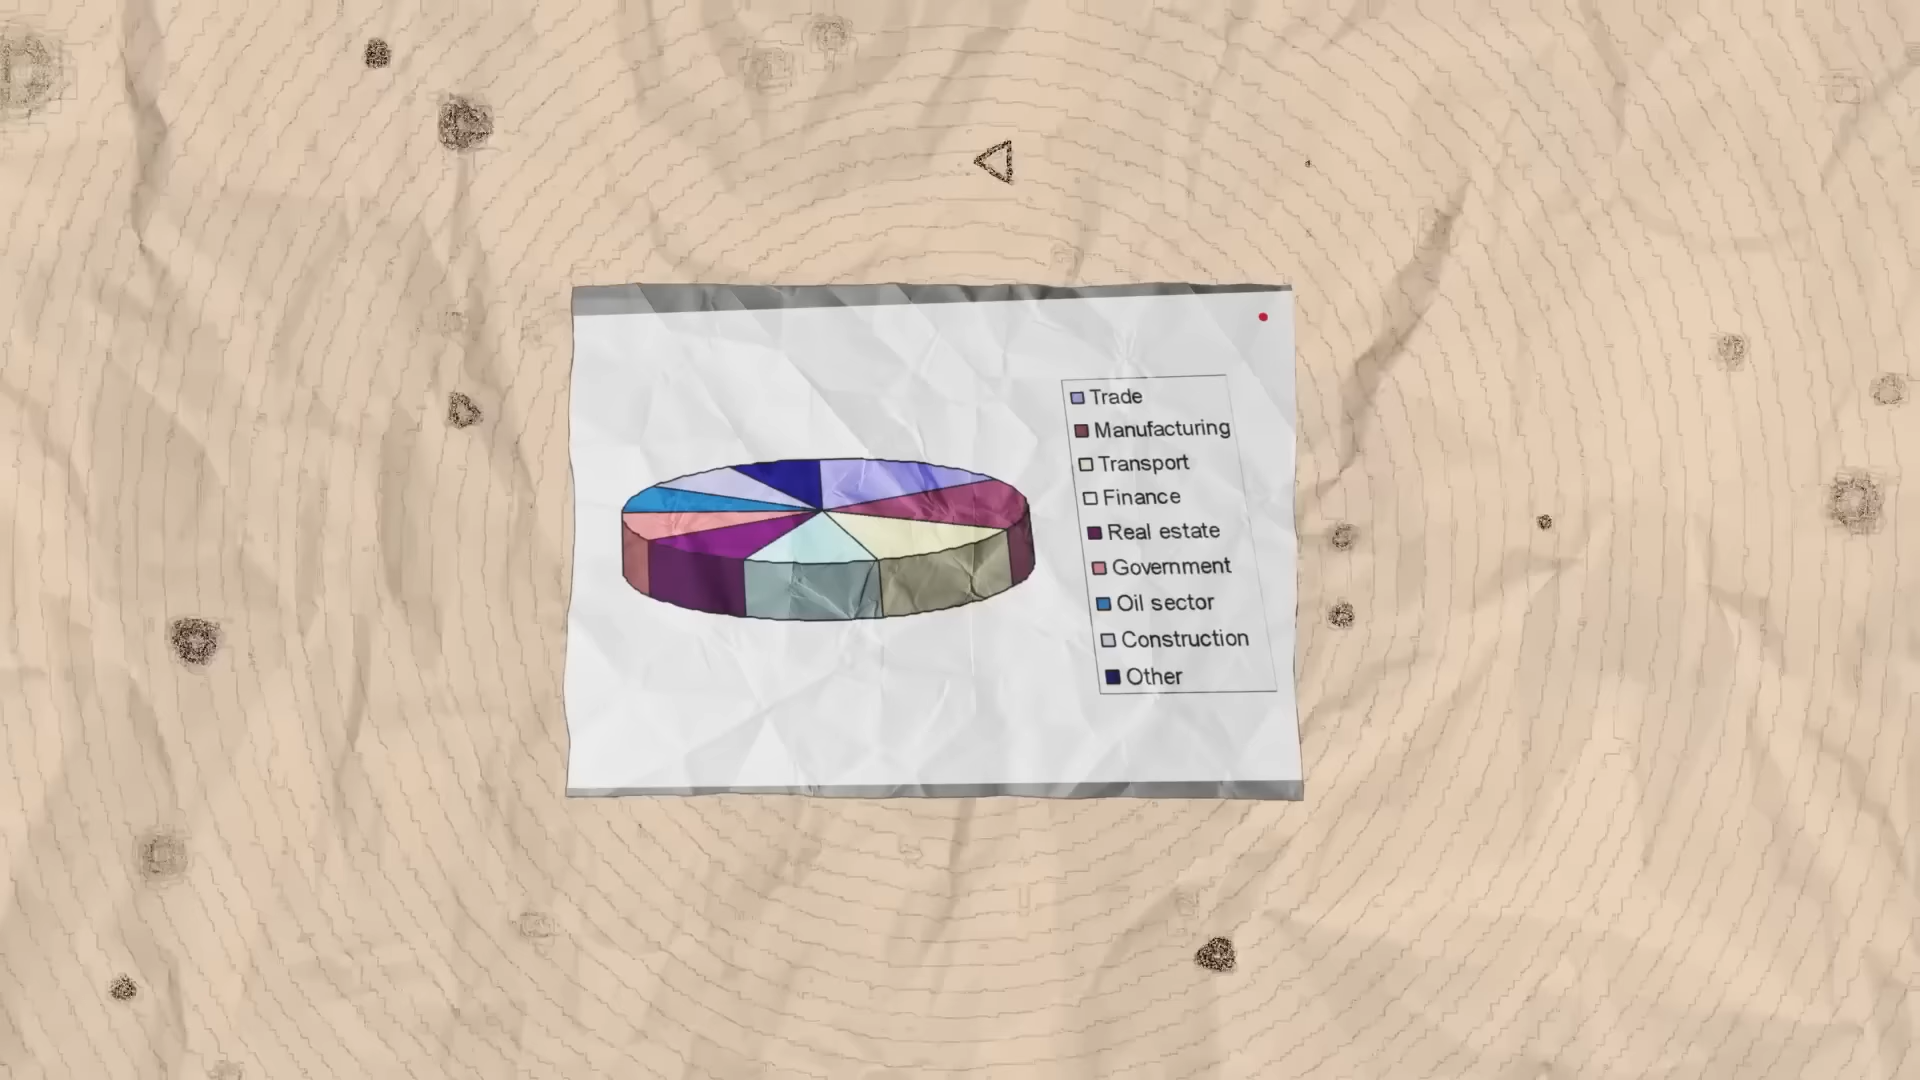 Trade
Manufacturing
Transport
Finance
Real estate
Government
Oil sector
Construction
Other